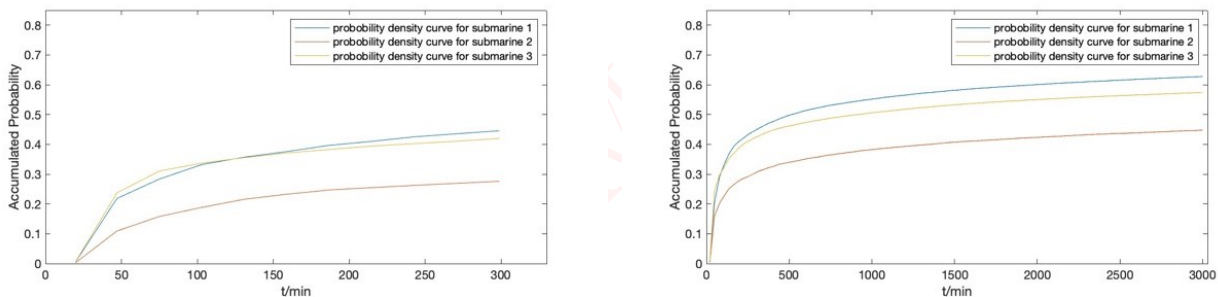 0.8
0.7
0.6
0.5
0.4
0.3
0.2
0.1
0
Accumulated Probability
probobility density curve for submarine 1
probobility density curve for submarine 2
probobility density curve for submarine 3
0 50 100 150 200 250 300
t/min
0.8
0.7
0.6
0.5
0.4
0.3
0.2
0.1
0
Accumulated Probability
probobility density curve for submarine 1
probobility density curve for submarine 2
probobility density curve for submarine 3
0 500 1000 1500 2000 2500 3000
t/min